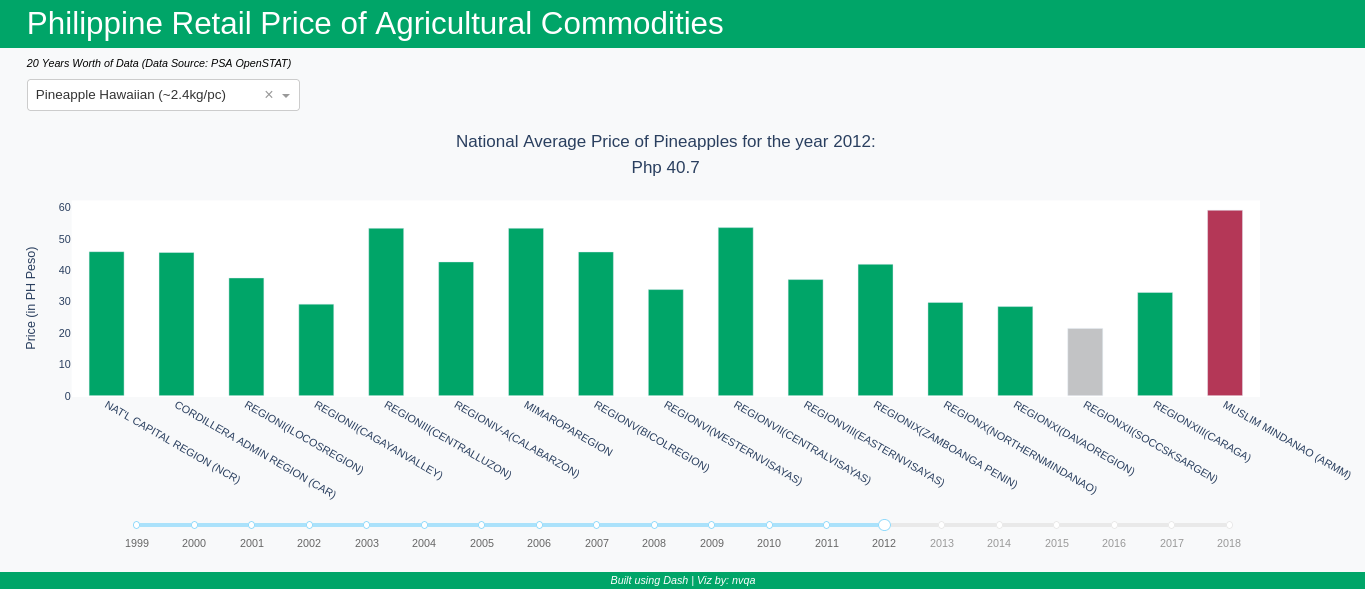 Philippine Retail Price of Agricultural Commodities
20 Years Worth of Data (Data Source: PSA OpenSTAT)
Pineapple Hawaiian (~2.4kg/pc) ×
National Average Price of Pineapples for the year 2012:
Php 40.7
Price (in PH Peso)
60
50
40
30
20
10
0
NAT'L CAPITAL REGION (NCR)
CORDILLERA ADMIN REGION (CAR)
REGIONI(ILOCOSREGION)
REGIONII(CAGAYANVALLEY)
REGIONIII(CENTRALLUZON)
REGIONIV-A(CALABARZON)
MIMAROPAREGION
REGIONV(BICOLREGION)
REGIONVI(WESTERNVISAYAS)
REGIONVII(CENTRALVISAYAS)
REGIONVIII(EASTERNVISAYAS)
REGIONIX(ZAMBOANGA PENIN)
REGIONX(NORTHERNMINDANAO)
REGIONXI(DAVAOREGION)
REGIONXII(SOCCSKSARGEN)
REGIONXIII(CARAGA)
MUSLIM MINDANAO (ARMM)
1999 2000 2001 2002 2003 2004 2005 2006 2007 2008 2009 2010 2011 2012 2013 2014 2015 2016 2017 2018
Built using Dash | Viz by: nvqa